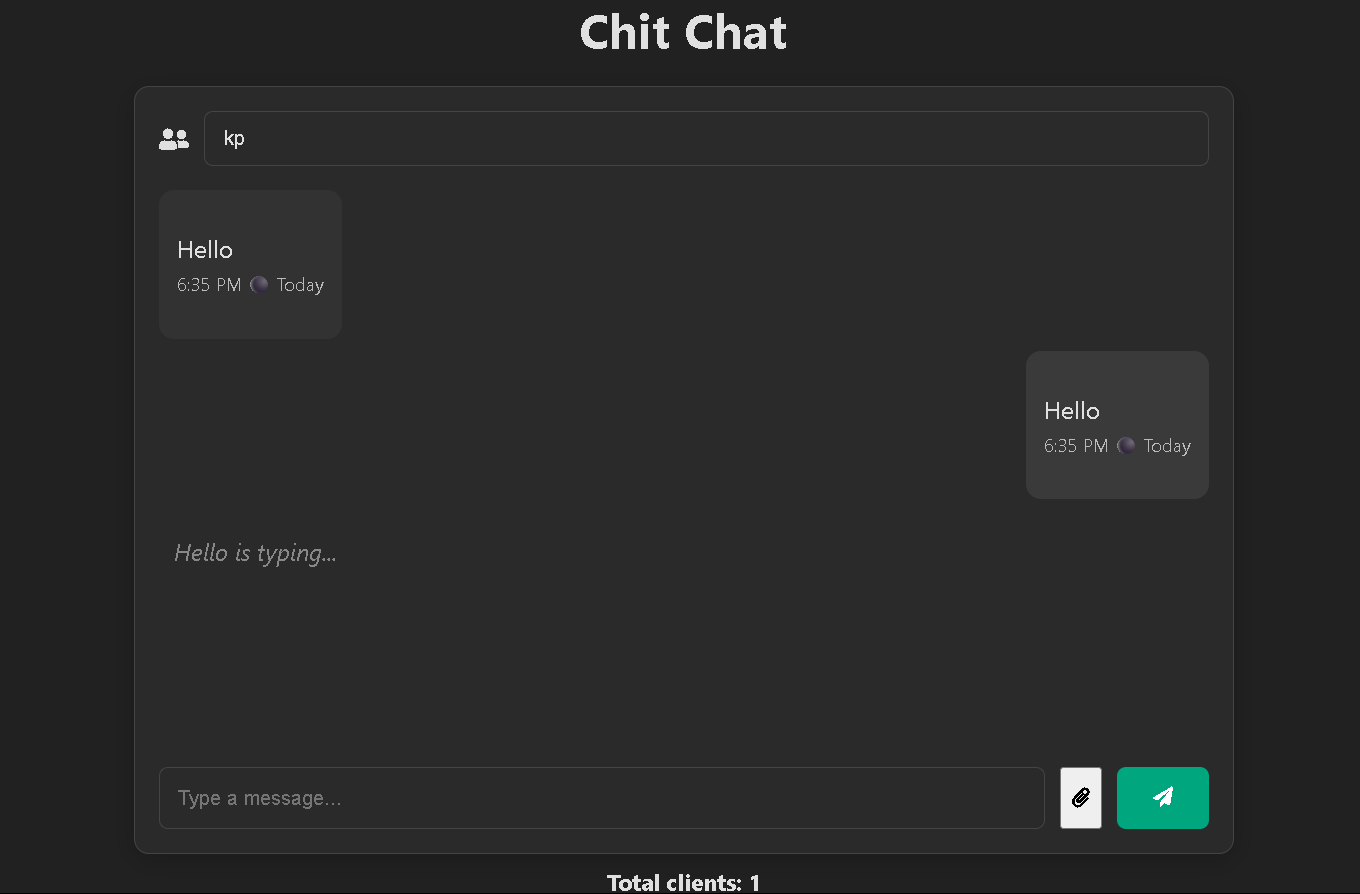 Chit Chat
kp
Hello
6:35 PM 🌑 Today
Hello
6:35 PM 🌑 Today
Hello is typing...
Type a message...
Total clients: 1